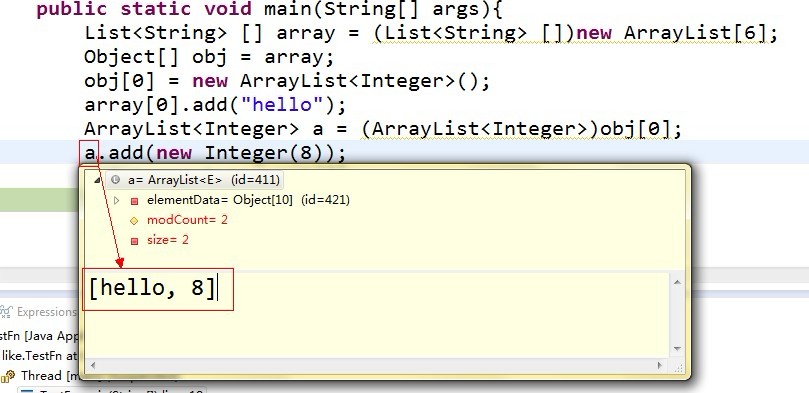 public static void main(String[] args){
List<String> [] array = (List<String> [])new ArrayList[6];
Object[] obj = array;
obj[0] = new ArrayList<Integer>();
array[0].add("hello");
ArrayList<Integer> a = (ArrayList<Integer>)obj[0];
a.add(new Integer(8));
a= ArrayList<E> (id=411)
elementData= Object[10] (id=421)
modCount= 2
size= 2
[hello, 8]
Expressions
stFn [Java App
like.TestFn at
Thread [m